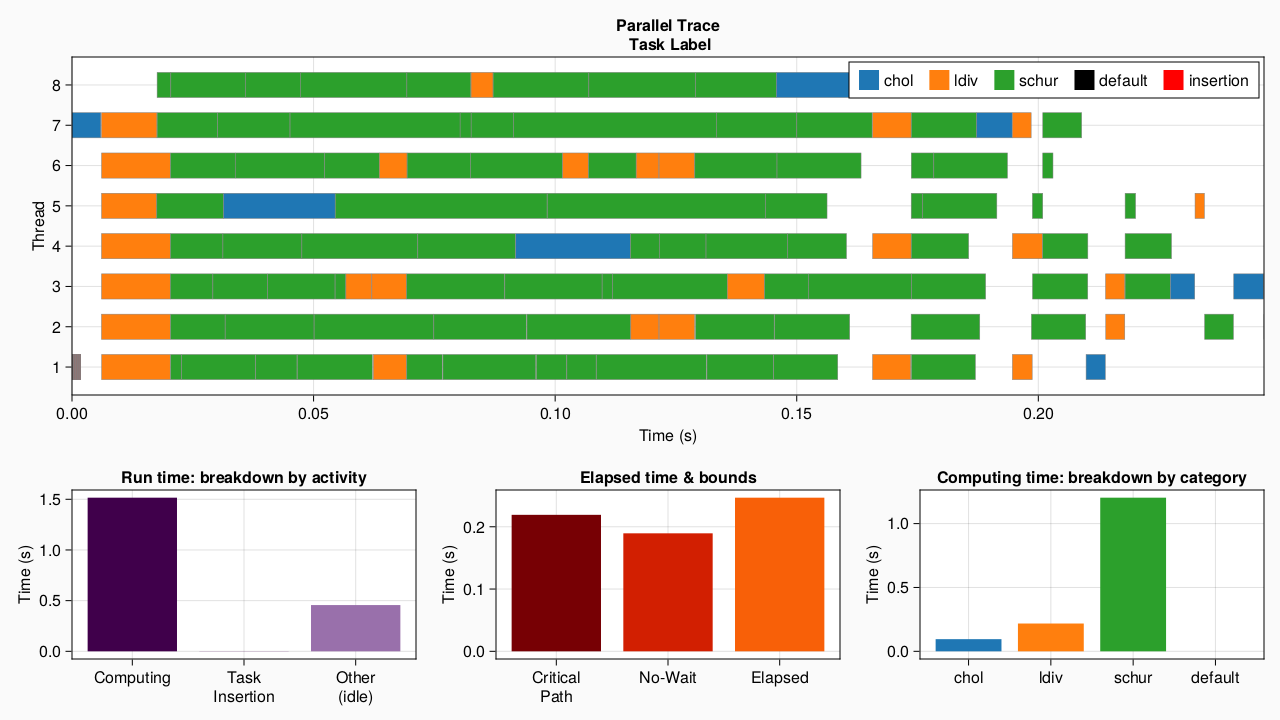 Parallel Trace
Task Label
chol ldiv schur default insertion
8
7
6
5
4
3
2
1
Thread
0.00 0.05 0.10 0.15 0.20
Time (s)
Run time: breakdown by activity
Time (s)
1.5
1.0
0.5
0.0
Computing Task Insertion Other (idle)
Elapsed time & bounds
Time (s)
0.2
0.1
0.0
Critical Path No-Wait Elapsed
Computing time: breakdown by category
Time (s)
1.0
0.5
0.0
chol ldiv schur default